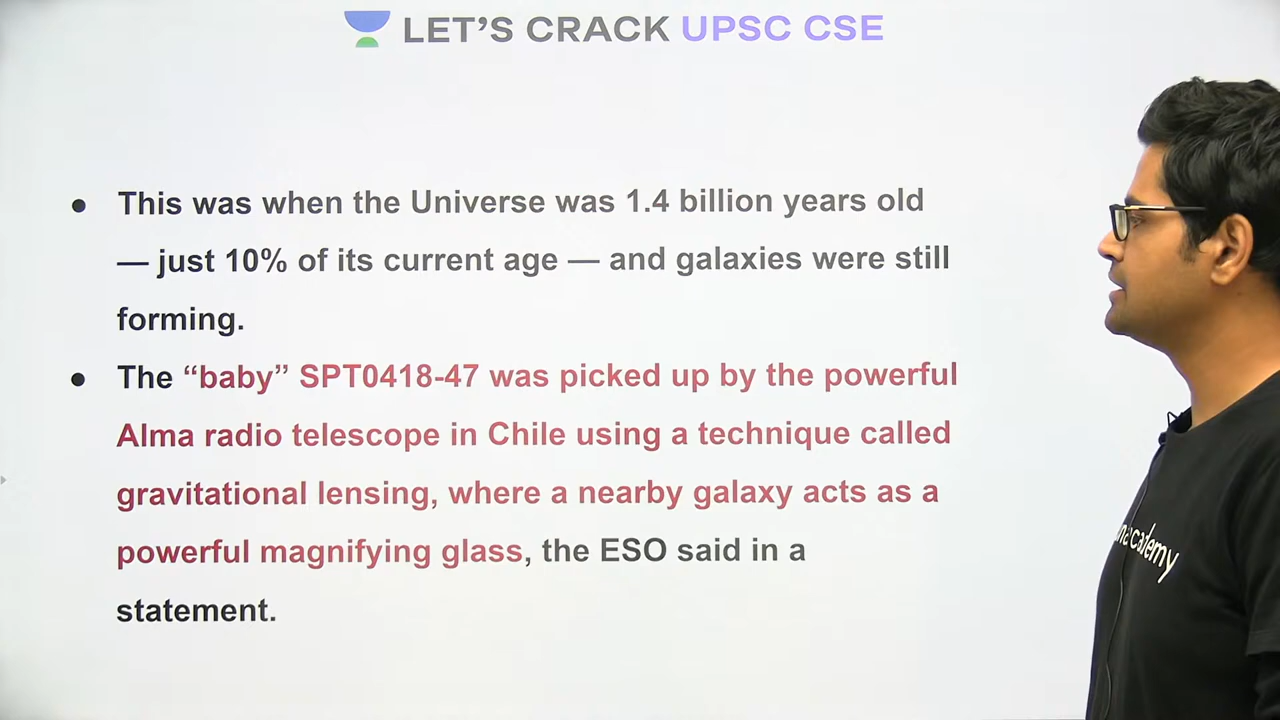 LET'S CRACK UPSC CSE
● This was when the Universe was 1.4 billion years old
— just 10% of its current age — and galaxies were still
forming.
● The “baby” SPT0418-47 was picked up by the powerful
Alma radio telescope in Chile using a technique called
gravitational lensing, where a nearby galaxy acts as a
powerful magnifying glass, the ESO said in a
statement.
nacademy